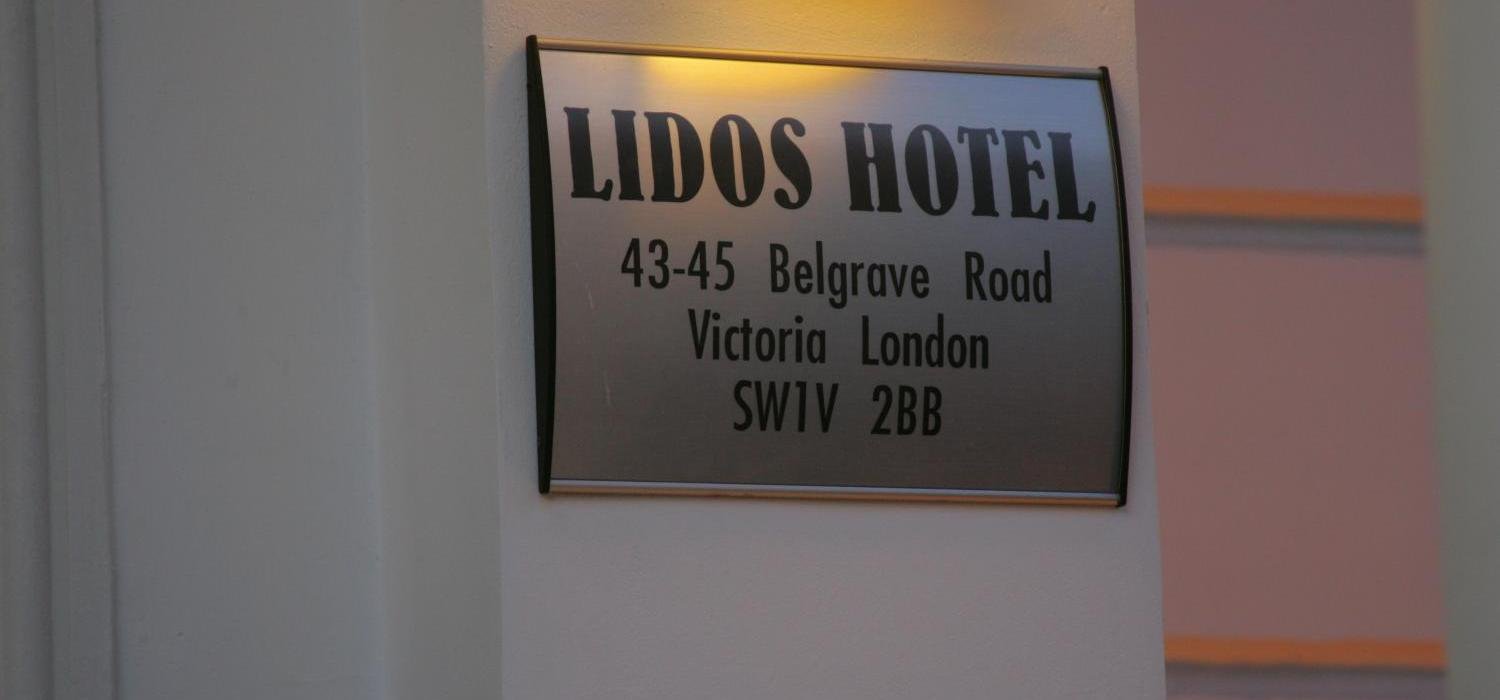 LIDOS HOTEL
43-45 Belgrave Road
Victoria London
SW1V 2BB